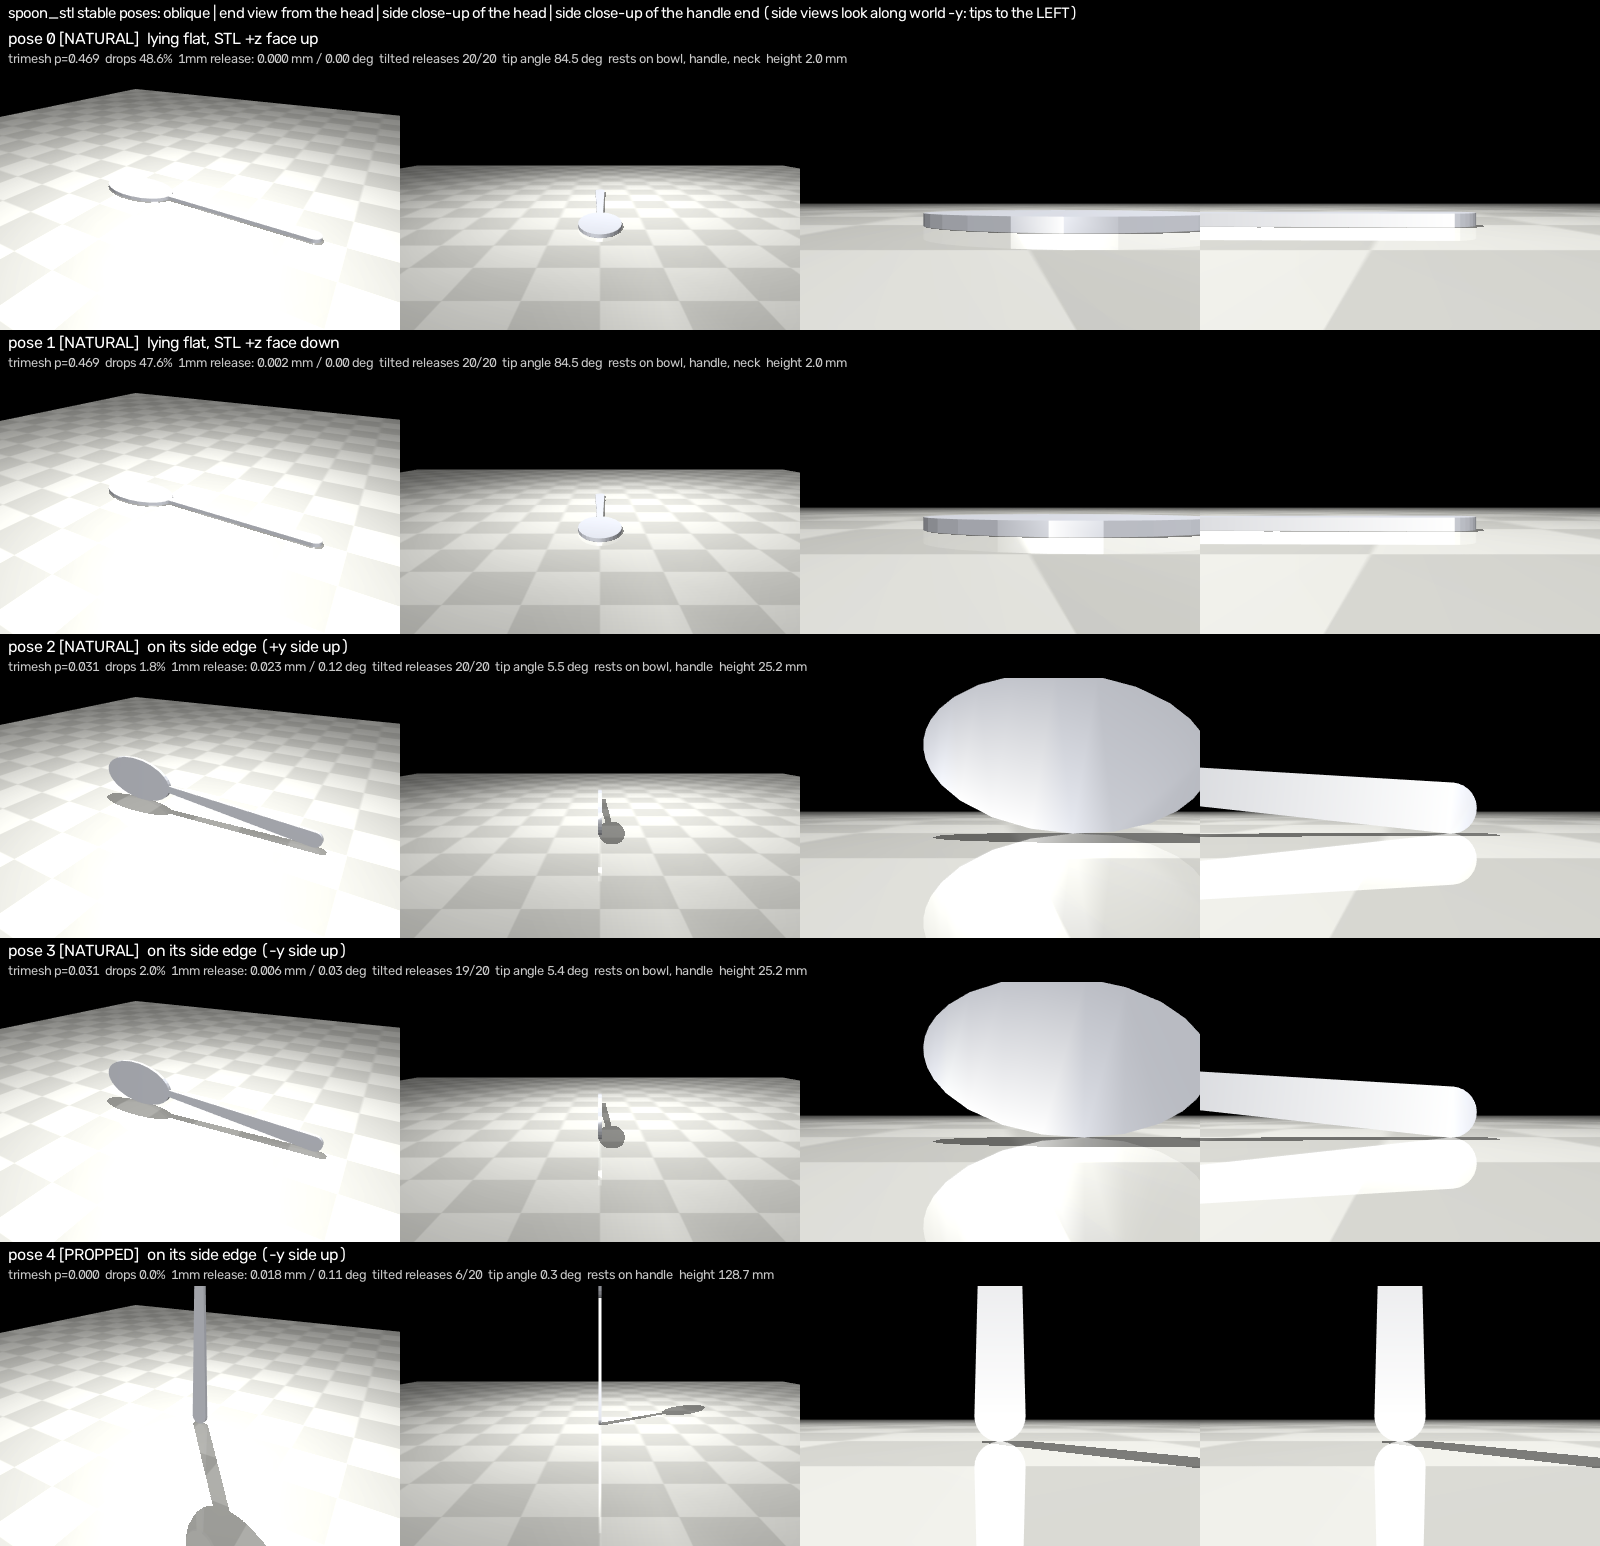 spoon_stl stable poses: oblique | end view from the head | side close-up of the head | side close-up of the handle end (side views look along world -y: tips to the LEFT)
pose 0 [NATURAL] lying flat, STL +z face up
trimesh p=0.469 drops 48.6% 1mm release: 0.000 mm / 0.00 deg tilted releases 20/20 tip angle 84.5 deg rests on bowl, handle, neck height 2.0 mm
pose 1 [NATURAL] lying flat, STL +z face down
trimesh p=0.469 drops 47.6% 1mm release: 0.002 mm / 0.00 deg tilted releases 20/20 tip angle 84.5 deg rests on bowl, handle, neck height 2.0 mm
pose 2 [NATURAL] on its side edge (+y side up)
trimesh p=0.031 drops 1.8% 1mm release: 0.023 mm / 0.12 deg tilted releases 20/20 tip angle 5.5 deg rests on bowl, handle height 25.2 mm
pose 3 [NATURAL] on its side edge (-y side up)
trimesh p=0.031 drops 2.0% 1mm release: 0.006 mm / 0.03 deg tilted releases 19/20 tip angle 5.4 deg rests on bowl, handle height 25.2 mm
pose 4 [PROPPED] on its side edge (-y side up)
trimesh p=0.000 drops 0.0% 1mm release: 0.018 mm / 0.11 deg tilted releases 6/20 tip angle 0.3 deg rests on handle height 128.7 mm